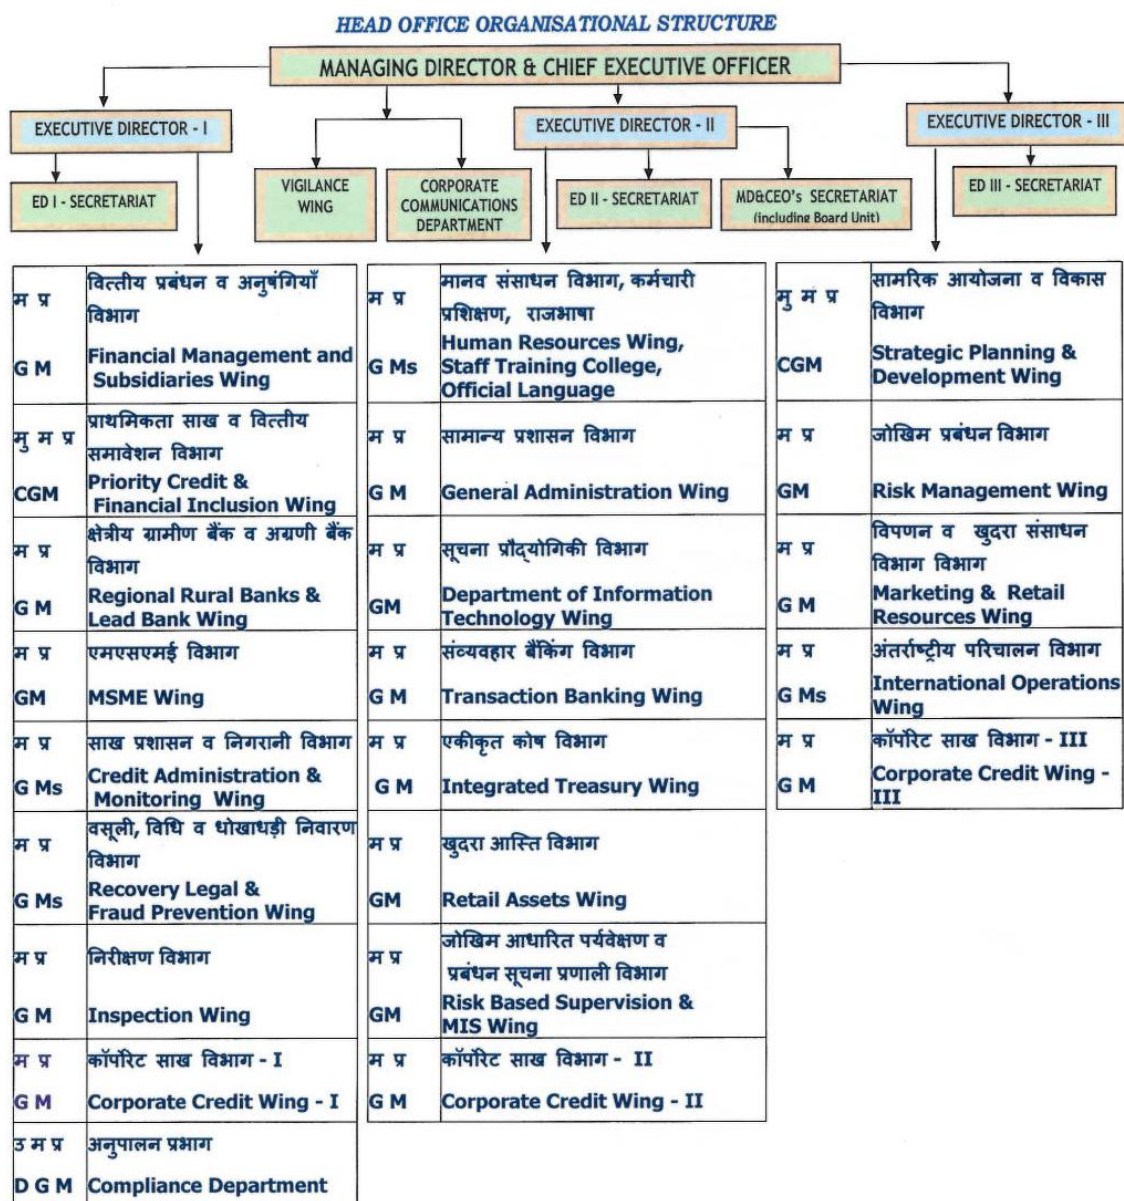 HEAD OFFICE ORGANISATIONAL STRUCTURE
MANAGING DIRECTOR & CHIEF EXECUTIVE OFFICER
EXECUTIVE DIRECTOR - I
EXECUTIVE DIRECTOR - II
EXECUTIVE DIRECTOR - III
ED I - SECRETARIAT
VIGILANCE
WING
CORPORATE
COMMUNICATIONS
DEPARTMENT
ED II - SECRETARIAT
MD&CEO's SECRETARIAT
(including Board Unit)
ED III - SECRETARIAT
म प्र वित्तीय प्रबंधन व अनुषंगियाँ
विभाग
G M Financial Management and
Subsidiaries Wing
मु म प्र प्राथमिकता साख व वित्तीय
समावेशन विभाग
CGM Priority Credit &
Financial Inclusion Wing
म प्र क्षेत्रीय ग्रामीण बैंक व अग्रणी बैंक
विभाग
G M Regional Rural Banks &
Lead Bank Wing
म प्र एमएसएमई विभाग
GM MSME Wing
म प्र साख प्रशासन व निगरानी विभाग
G Ms Credit Administration &
Monitoring Wing
म प्र वसूली, विधि व धोखाधड़ी निवारण
विभाग
G Ms Recovery Legal &
Fraud Prevention Wing
म प्र निरीक्षण विभाग
G M Inspection Wing
म प्र कॉर्पोरेट साख विभाग - I
G M Corporate Credit Wing - I
उ म प्र अनुपालन प्रभाग
D G M Compliance Department
म प्र मानव संसाधन विभाग, कर्मचारी
प्रशिक्षण, राजभाषा
G Ms Human Resources Wing,
Staff Training College,
Official Language
म प्र सामान्य प्रशासन विभाग
G M General Administration Wing
म प्र सूचना प्रौद्योगिकी विभाग
GM Department of Information
Technology Wing
म प्र संव्यवहार बैंकिंग विभाग
G M Transaction Banking Wing
म प्र एकीकृत कोष विभाग
G M Integrated Treasury Wing
म प्र खुदरा आस्ति विभाग
GM Retail Assets Wing
म प्र जोखिम आधारित पर्यवेक्षण व
प्रबंधन सूचना प्रणाली विभाग
GM Risk Based Supervision &
MIS Wing
म प्र कॉर्पोरेट साख विभाग - II
G M Corporate Credit Wing - II
मु मं प्र सामरिक आयोजना व विकास
विभाग
CGM Strategic Planning &
Development Wing
म प्र जोखिम प्रबंधन विभाग
GM Risk Management Wing
म प्र विपणन व खुदरा संसाधन
विभाग विभाग
G M Marketing & Retail
Resources Wing
म प्र अंतर्राष्ट्रीय परिचालन विभाग
G Ms International Operations
Wing
म प्र कॉर्पोरेट साख विभाग - III
G M Corporate Credit Wing -
III